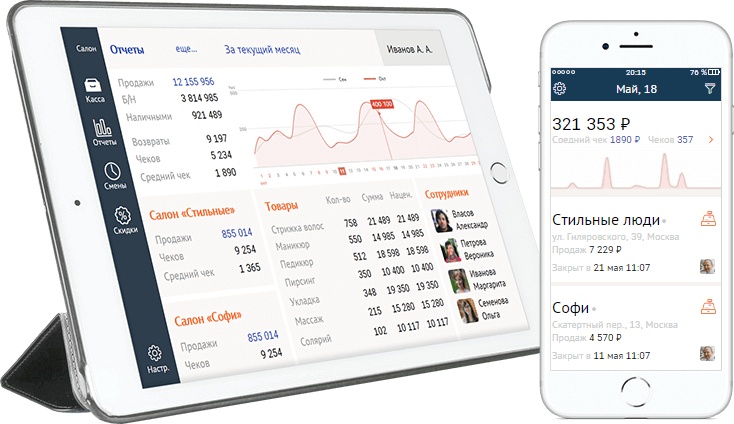 Салон
Отчеты еще... За текущий месяц Иванов А. А.
Касса
Отчеты
Смены
Скидки
Настр.
Продажи 12 155 956
Б/Н 3 814 985
Наличными 921 489
Возвраты 9 197
Чеков 5 234
Средний чек 1 890
Сен Окт
400 100
Салон «Стильные»
Продажи 855 014
Чеков 9 254
Средний чек 1 365
Салон «Софи»
Продажи 855 014
Чеков 9 254
Товары Кол-во Сумма Нацен.
Стрижка волос 758 21 489 21 489
Маникюр 550 14 985 14 985
Педикюр 512 18 598 18 598
Пирсинг 350 10 400 10 400
Укладка 348 19 350 19 350
Массаж 215 15 280 15 280
Солярий 102 10 117 10 117
Сотрудники
Власов
Александр
Петрова
Вероника
Иванова
Маргарита
Семенова
Ольга
20:15 76 %
Май, 18
321 353 ₽
Средний чек 1890 ₽ Чеков 357
Стильные люди
ул. Гиляровского, 39, Москва
Продаж 7 229 ₽
Закрыт в 21 мая 11:07
Софи
Скатертный пер., 13, Москва
Продаж 4 570 ₽
Закрыт в 11 мая 11:07